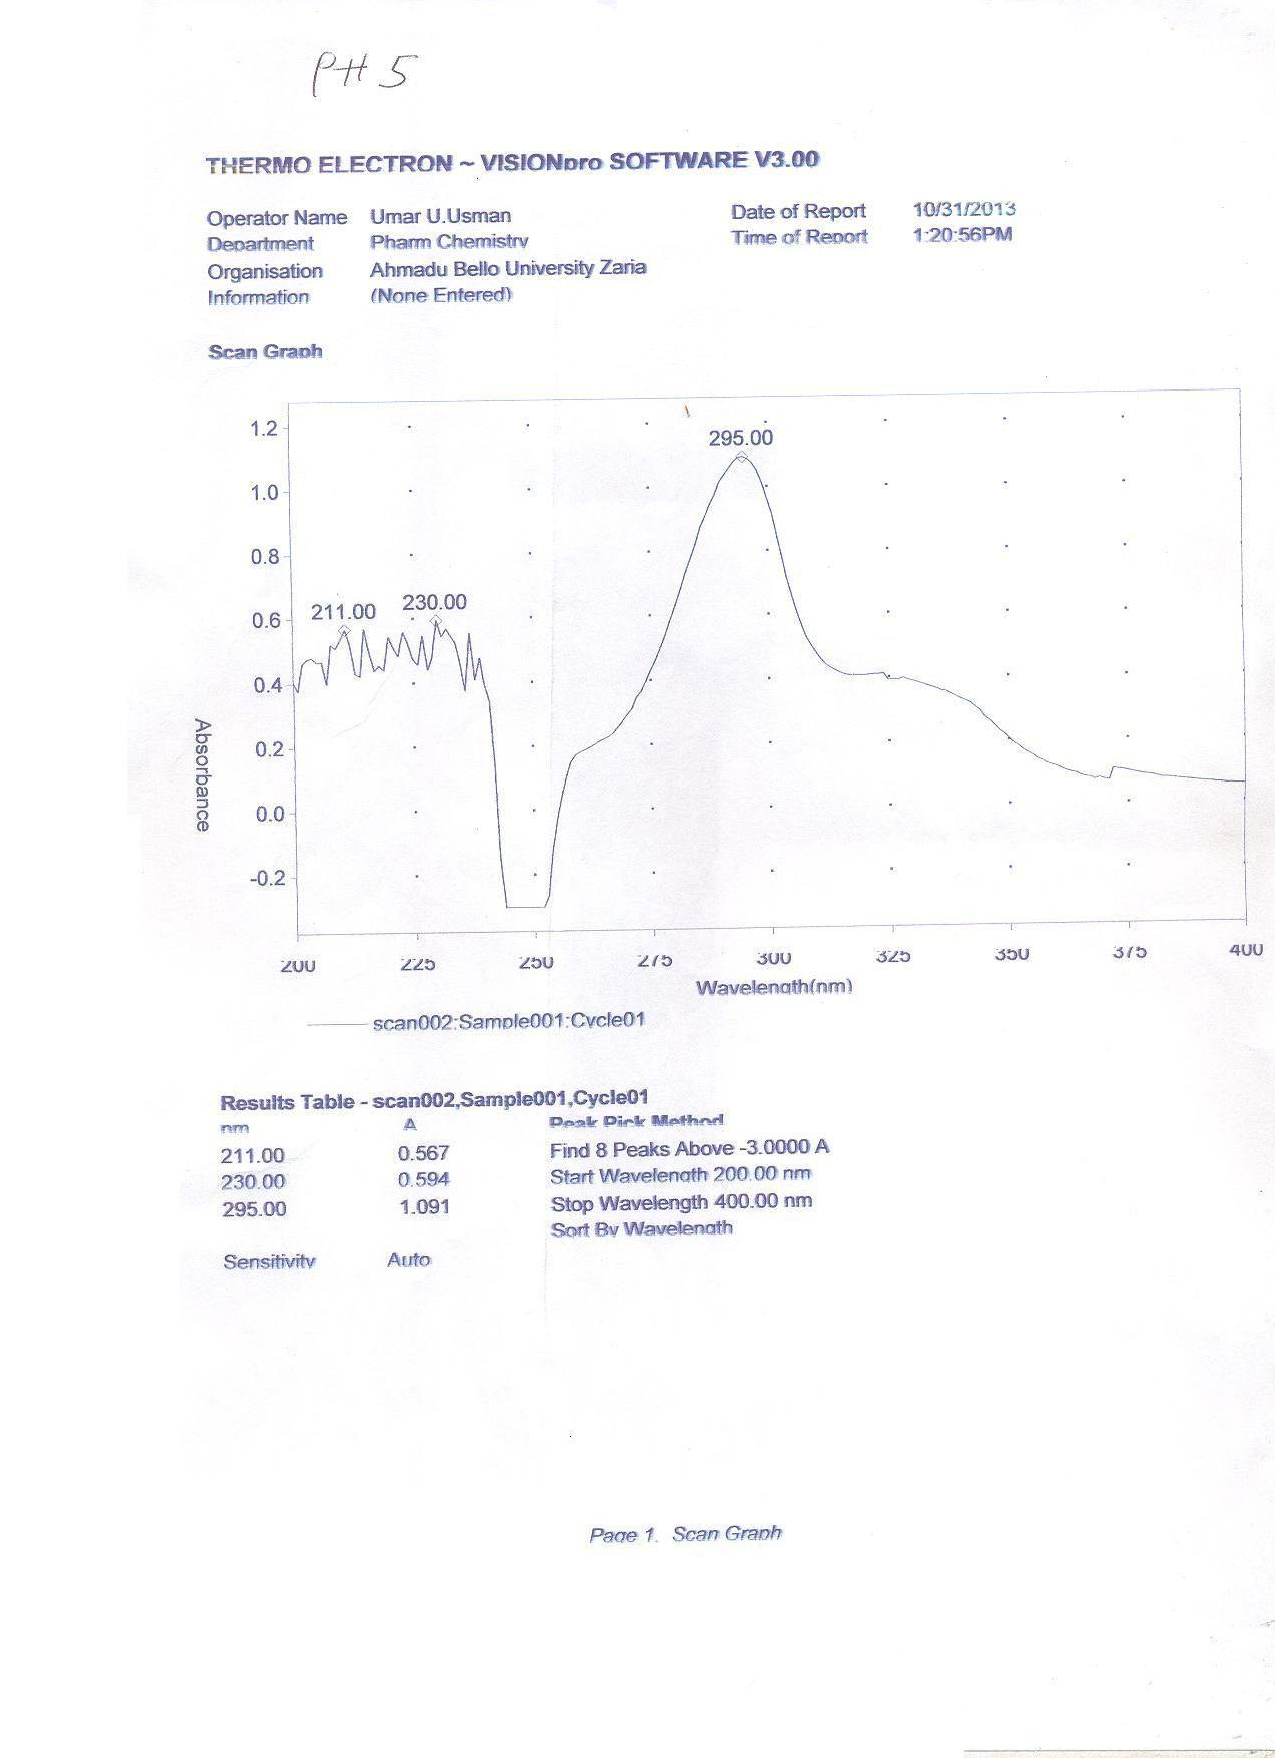 PH 5
THERMO ELECTRON ~ VISIONpro SOFTWARE V3.00
Operator Name Umar U.Usman Date of Report 10/31/2013
Department Pharm Chemistry Time of Report 1:20:56PM
Organisation Ahmadu Bello University Zaria
Information (None Entered)
Scan Graph
1.2
295.00
1.0
0.8
211.00 230.00
0.6
0.4
0.2
0.0
-0.2
Absorbance
200 225 250 275 300 325 350 375 400
Wavelength(nm)
scan002:Sample001:Cycle01
Results Table - scan002,Sample001,Cycle01
nm A Peak Pick Method
211.00 0.567 Find 8 Peaks Above -3.0000 A
230.00 0.594 Start Wavelength 200.00 nm
295.00 1.091 Stop Wavelength 400.00 nm
Sort By Wavelength
Sensitivity Auto
Page 1. Scan Graph